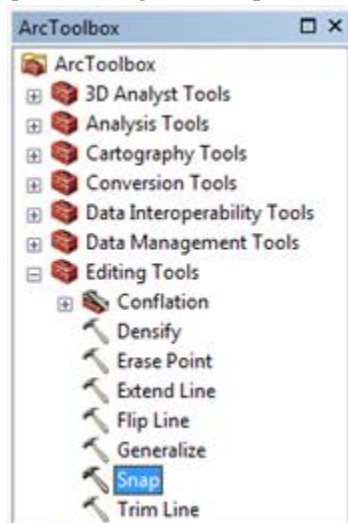 ArcToolbox
ArcToolbox
3D Analyst Tools
Analysis Tools
Cartography Tools
Conversion Tools
Data Interoperability Tools
Data Management Tools
Editing Tools
Conflation
Densify
Erase Point
Extend Line
Flip Line
Generalize
Snap
Trim Line